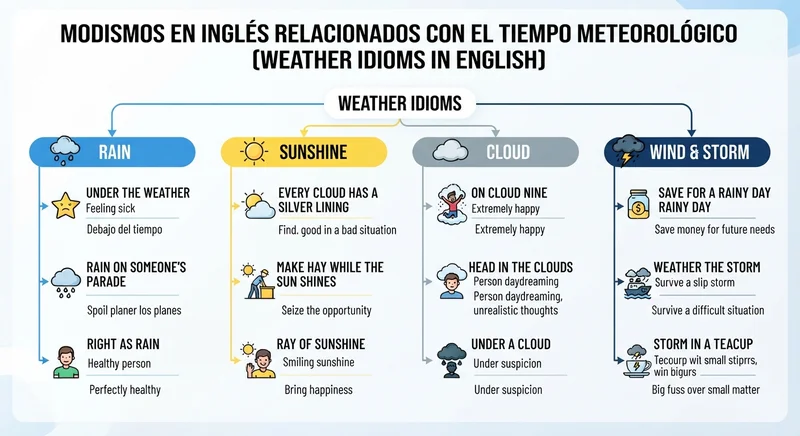 MODISMOS EN INGLÉS RELACIONADOS CON EL TIEMPO METEOROLÓGICO
(WEATHER IDIOMS IN ENGLISH)
WEATHER IDIOMS
RAIN
UNDER THE WEATHER
Feeling sick
Debajo del tiempo
RAIN ON SOMEONE'S
PARADE
Spoil planer los planes
RIGHT AS RAIN
Healthy person
Perfectly healthy
SUNSHINE
EVERY CLOUD HAS A
SILVER LINING
Find. good in a bad situation
MAKE HAY WHILE THE
SUN SHINES
Seize the opportunity
RAY OF SUNSHINE
Smiling sunshine
Bring happiness
CLOUD
ON CLOUD NINE
Extremely happy
Extremely happy
HEAD IN THE CLOUDS
Person daydreaming
Person daydreaming,
unrealistic thoughts
UNDER A CLOUD
Under suspicion
Under suspicion
WIND & STORM
SAVE FOR A RAINY DAY
RAINY DAY
Save money for future needs
WEATHER THE STORM
Survve a slip storm
Survive a difficult situation
STORM IN A TEACUP
Tecourp wit small stiprrs,
win bigurs
Big fuss over small matter